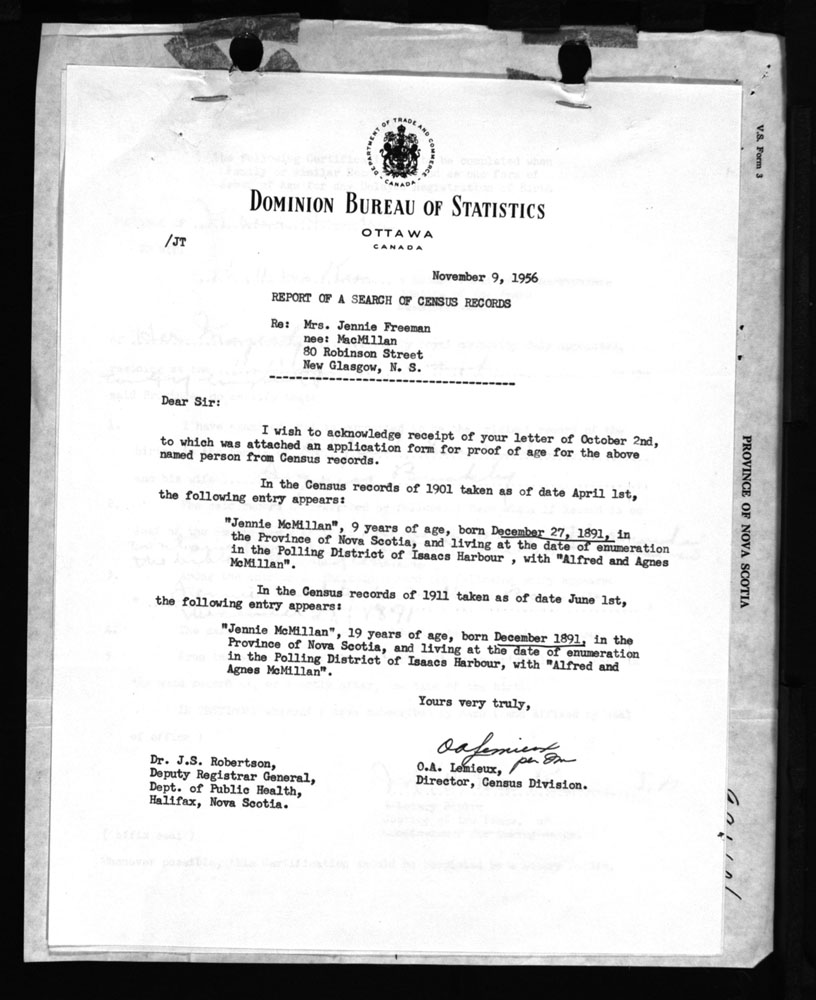 V.S. Form 3
PROVINCE OF NOVA SCOTIA
DEPARTMENT OF TRADE AND COMMERCE
CANADA
DOMINION BUREAU OF STATISTICS
OTTAWA
CANADA
/JT
November 9, 1956
REPORT OF A SEARCH OF CENSUS RECORDS
Re: Mrs. Jennie Freeman
nee: MacMillan
80 Robinson Street
New Glasgow, N. S.
Dear Sir:
I wish to acknowledge receipt of your letter of October 2nd,
to which was attached an application form for proof of age for the above
named person from Census records.
In the Census records of 1901 taken as of date April 1st,
the following entry appears:
"Jennie McMillan", 9 years of age, born December 27, 1891, in
the Province of Nova Scotia, and living at the date of enumeration
in the Polling District of Isaacs Harbour , with "Alfred and Agnes
McMillan".
In the Census records of 1911 taken as of date June 1st,
the following entry appears:
"Jennie McMillan", 19 years of age, born December 1891, in the
Province of Nova Scotia, and living at the date of enumeration
in the Polling District of Isaacs Harbour, with "Alfred and
Agnes McMillan".
Yours very truly,
OALemieux
per
O.A. Lemieux,
Director, Census Division.
Dr. J.S. Robertson,
Deputy Registrar General,
Dept. of Public Health,
Halifax, Nova Scotia.